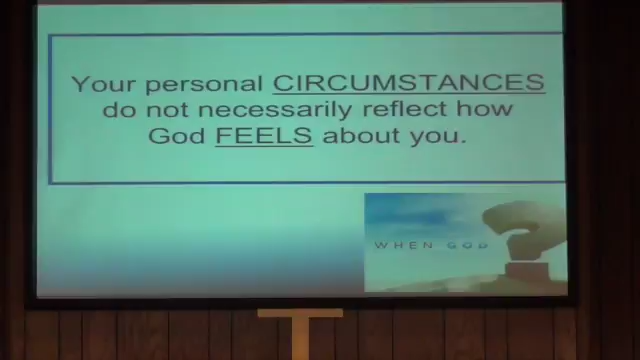 Your personal CIRCUMSTANCES
do not necessarily reflect how
God FEELS about you.
WHEN GOD